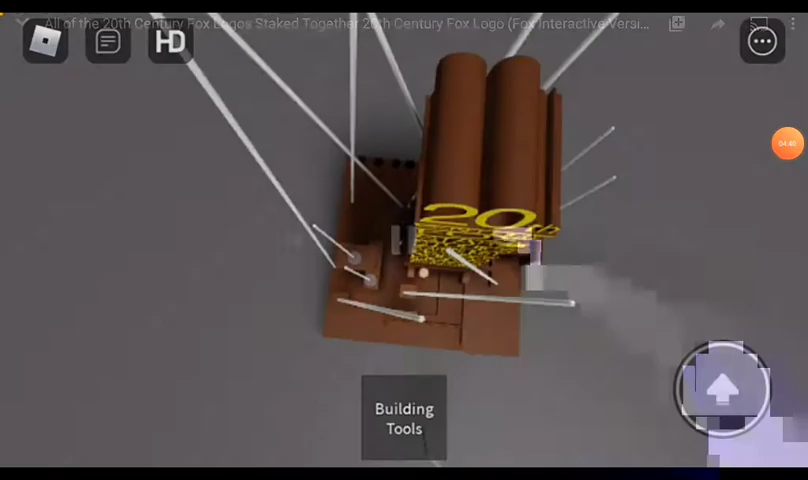 All of the 20th Century Fox Logos Staked Together 20th Century Fox Logo (Fox Interactive Versi...
HD
04:40
20th
Building
Tools